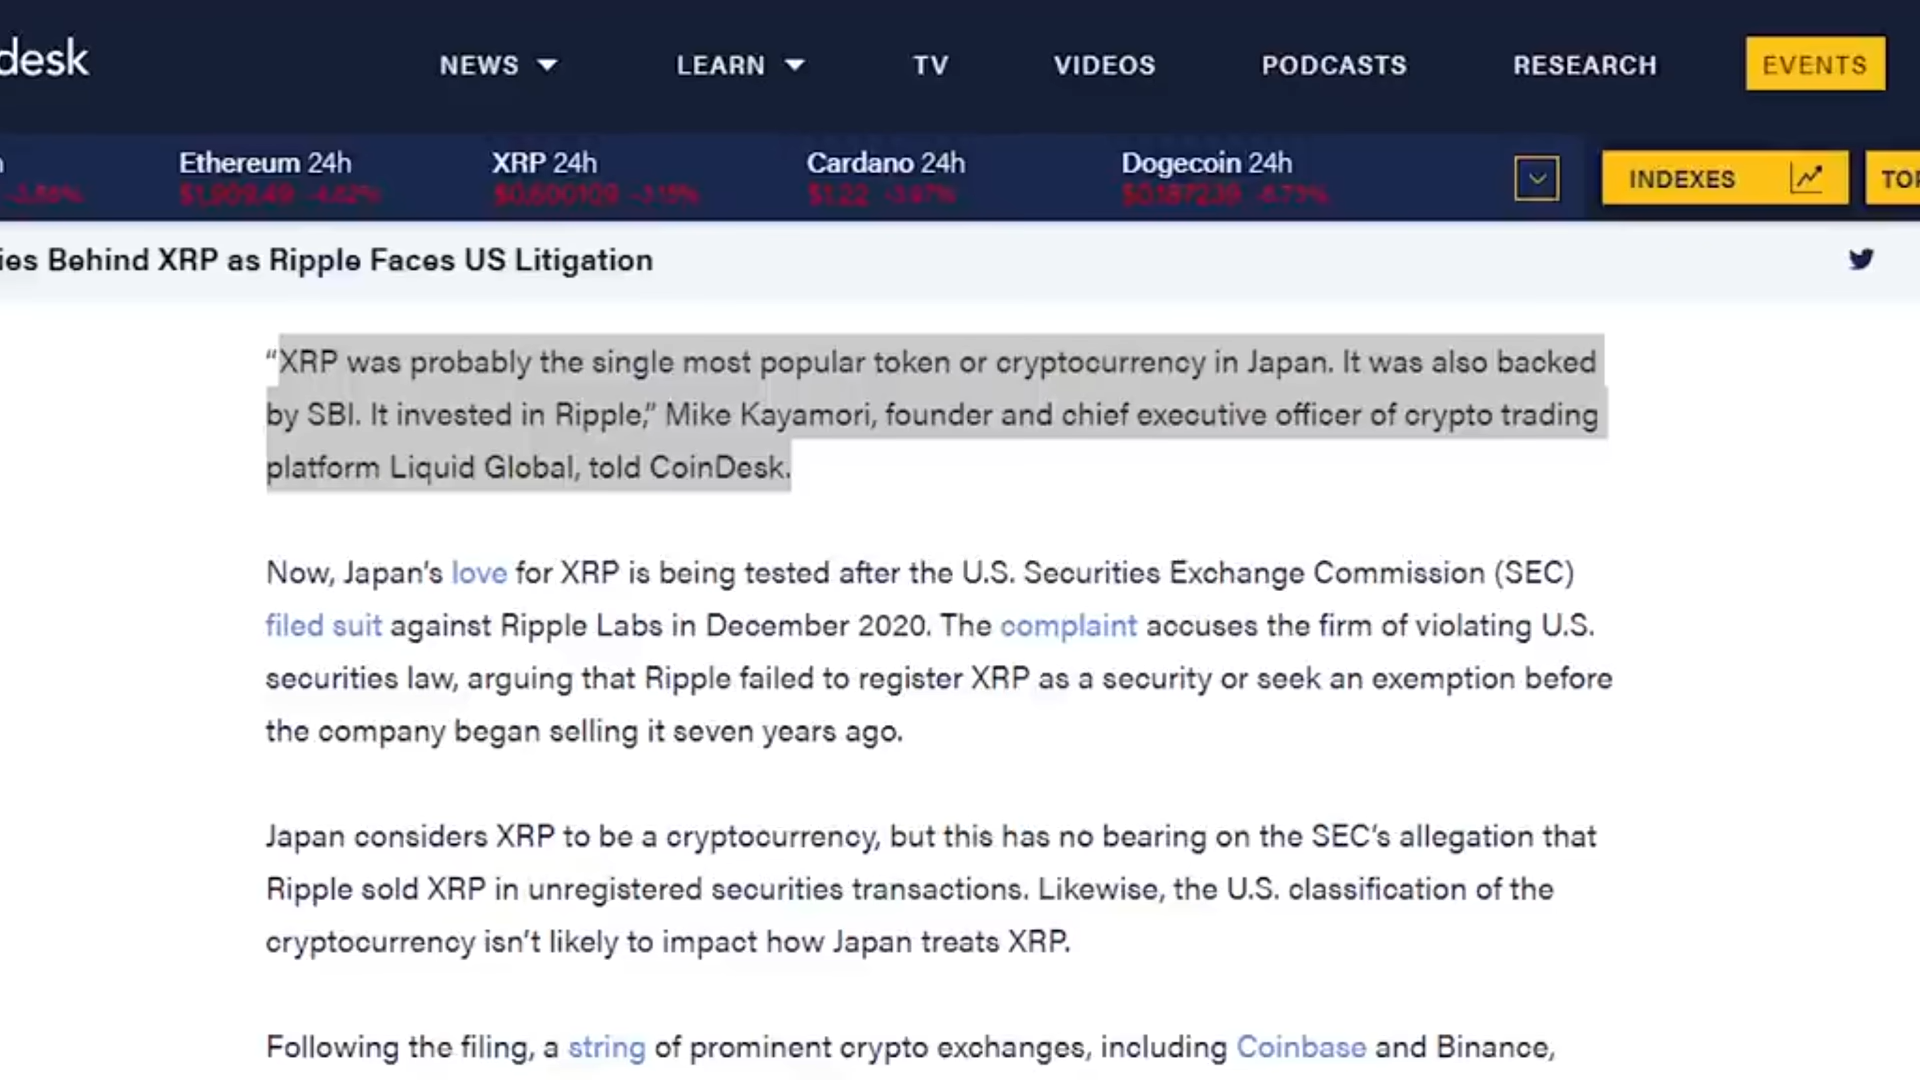 desk
NEWS LEARN TV VIDEOS PODCASTS RESEARCH EVENTS
Ethereum 24h XRP 24h Cardano 24h Dogecoin 24h
$1,909.49 -4.62% $0.600109 -3.15% $1.22 -3.97% $0.187239 -6.73%
INDEXES
ies Behind XRP as Ripple Faces US Litigation
“XRP was probably the single most popular token or cryptocurrency in Japan. It was also backed
by SBI. It invested in Ripple,” Mike Kayamori, founder and chief executive officer of crypto trading
platform Liquid Global, told CoinDesk.
Now, Japan’s love for XRP is being tested after the U.S. Securities Exchange Commission (SEC)
filed suit against Ripple Labs in December 2020. The complaint accuses the firm of violating U.S.
securities law, arguing that Ripple failed to register XRP as a security or seek an exemption before
the company began selling it seven years ago.
Japan considers XRP to be a cryptocurrency, but this has no bearing on the SEC’s allegation that
Ripple sold XRP in unregistered securities transactions. Likewise, the U.S. classification of the
cryptocurrency isn’t likely to impact how Japan treats XRP.
Following the filing, a string of prominent crypto exchanges, including Coinbase and Binance,